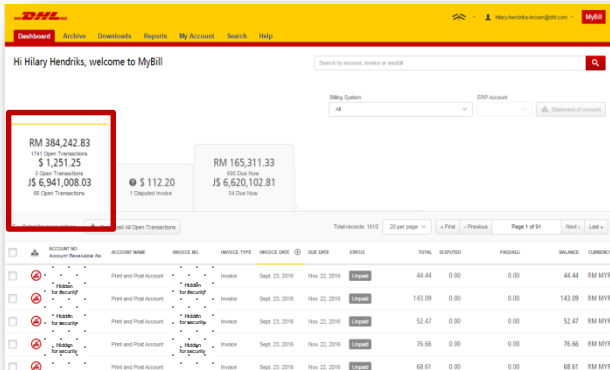 DHL
hilary.hendriks-brown@dhl.com
MyBill
Dashboard Archive Downloads Reports My Account Search Help
Hi Hilary Hendriks, welcome to MyBill
Search by account, invoice or waybill
Billing System
ERP Account
All
Statement of Account
RM 384,242.83
1741 Open Transactions
$ 1,251.25
3 Open Transactions
J$ 6,941,008.03
66 Open Transactions
$ 112.20
1 Disputed Invoice
RM 165,311.33
605 Due Now
J$ 6,620,102.81
54 Due Now
All Open Transactions
Total records: 1810 20 per page « First ‹ Previous Page 1 of 91 Next › Last »
ACCOUNT NO. ACCOUNT NAME INVOICE NO. INVOICE TYPE INVOICE DATE DUE DATE STATUS TOTAL DISPUTED PAID/ADJ BALANCE CURRENCY
Account Receivable No.
Hidden for security Print and Post Account Hidden for security Invoice Sept. 23, 2016 Nov. 22, 2016 Unpaid 44.44 0.00 0.00 44.44 RM MYR
Print and Post Account Invoice Sept. 23, 2016 Nov. 22, 2016 Unpaid 143.09 0.00 0.00 143.09 RM MYR
Hidden for security Print and Post Account Hidden for security Invoice Sept. 23, 2016 Nov. 22, 2016 Unpaid 52.47 0.00 0.00 52.47 RM MYR
Hidden for security Print and Post Account Hidden for security Invoice Sept. 23, 2016 Nov. 22, 2016 Unpaid 76.66 0.00 0.00 76.66 RM MYR
Print and Post Account Invoice Sept. 23, 2016 Nov. 22, 2016 Unpaid 68.61 0.00 0.00 68.61 RM MYR